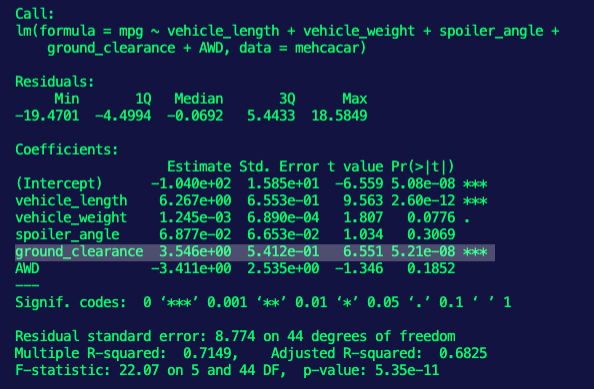 Call:
lm(formula = mpg ~ vehicle_length + vehicle_weight + spoiler_angle +
    ground_clearance + AWD, data = mehcacar)

Residuals:
     Min       1Q   Median       3Q      Max
-19.4701  -4.4994  -0.0692   5.4433  18.5849

Coefficients:
                   Estimate Std. Error t value Pr(>|t|)
(Intercept)      -1.040e+02  1.585e+01  -6.559 5.08e-08 ***
vehicle_length    6.267e+00  6.553e-01   9.563 2.60e-12 ***
vehicle_weight    1.245e-03  6.890e-04   1.807   0.0776 .
spoiler_angle     6.877e-02  6.653e-02   1.034   0.3069
ground_clearance  3.546e+00  5.412e-01   6.551 5.21e-08 ***
AWD              -3.411e+00  2.535e+00  -1.346   0.1852
---
Signif. codes:  0 ‘***’ 0.001 ‘**’ 0.01 ‘*’ 0.05 ‘.’ 0.1 ‘ ’ 1

Residual standard error: 8.774 on 44 degrees of freedom
Multiple R-squared:  0.7149,    Adjusted R-squared:  0.6825
F-statistic: 22.07 on 5 and 44 DF,  p-value: 5.35e-11